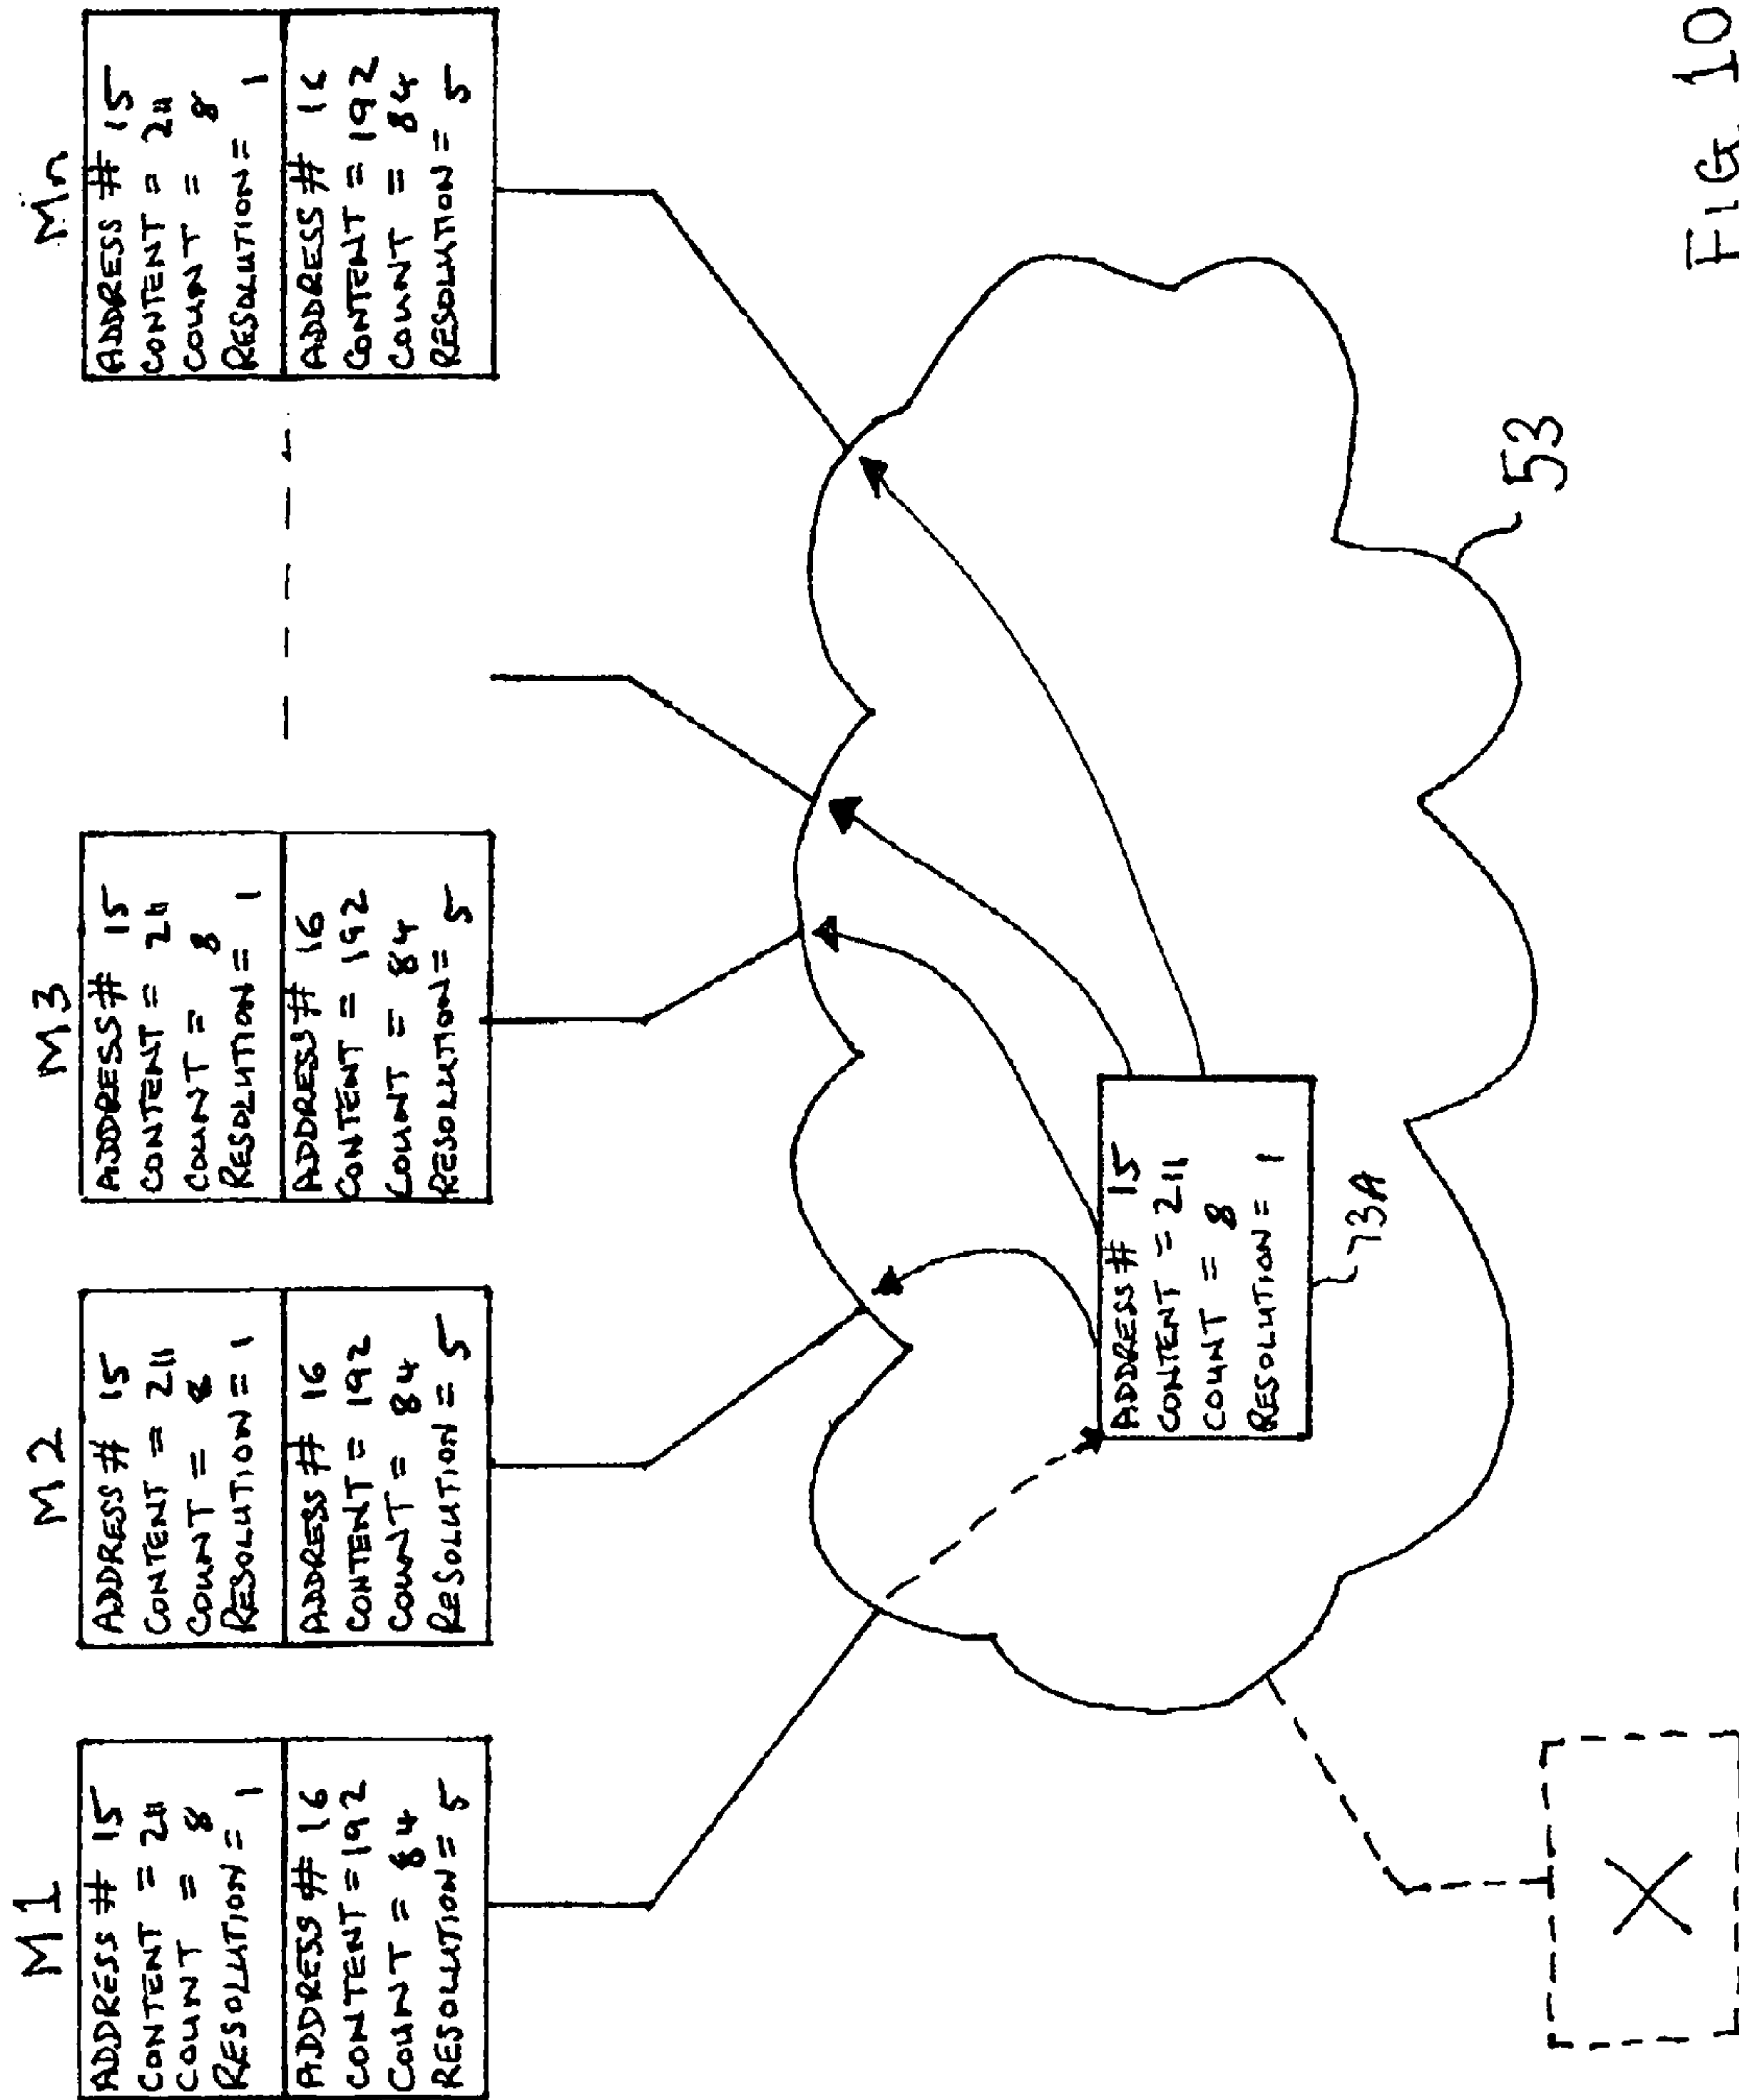 M1
ADDRESS # 15
CONTENT = 211
COUNT = 8
RESOLUTION = 1
ADDRESS # 16
CONTENT = 192
COUNT = 84
RESOLUTION = 5
M2
ADDRESS # 15
CONTENT = 211
COUNT = 8
RESOLUTION = 1
ADDRESS # 16
CONTENT = 192
COUNT = 84
RESOLUTION = 5
M3
ADDRESS # 15
CONTENT = 211
COUNT = 8
RESOLUTION = 1
ADDRESS # 16
CONTENT = 192
COUNT = 84
RESOLUTION = 5
Mn
ADDRESS # 15
CONTENT = 211
COUNT = 8
RESOLUTION = 1
ADDRESS # 16
CONTENT = 192
COUNT = 84
RESOLUTION = 5
ADDRESS # 15
CONTENT = 211
COUNT = 8
RESOLUTION = 1
73A
53
X
FIG. 10